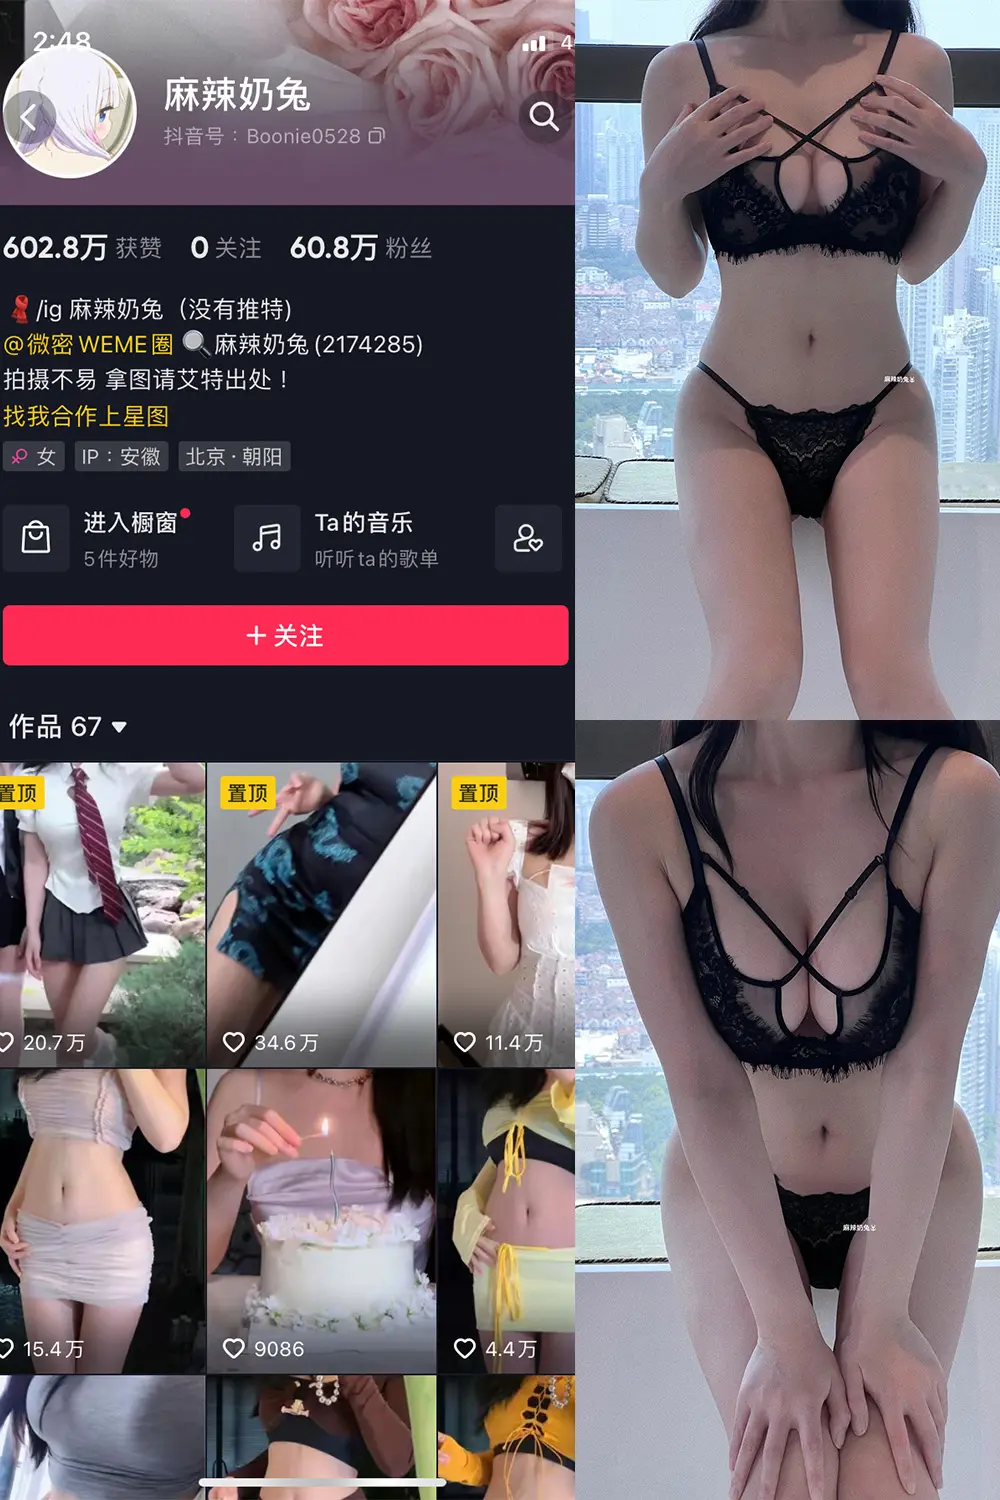 2:48
4
麻辣奶兔
抖音号：Boonie0528
602.8万 获赞 0 关注 60.8万 粉丝
/ig 麻辣奶兔（没有推特)
@微密 WEME圈 🔍麻辣奶兔(2174285)
拍摄不易 拿图请艾特出处！
找我合作上星图
女 IP：安徽 北京·朝阳
进入橱窗 Ta的音乐
5件好物 听听ta的歌单
+ 关注
作品 67
置顶 置顶 置顶
20.7万 34.6万 11.4万
15.4万 9086 4.4万
麻辣奶兔
麻辣奶兔